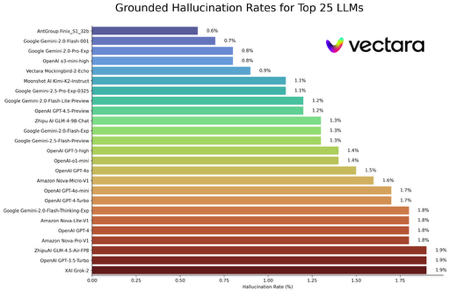 Grounded Hallucination Rates for Top 25 LLMs
vectara
AntGroup Finix_S1_32b 0.6%
Google Gemini-2.0-Flash-001 0.7%
Google Gemini-2.0-Pro-Exp 0.8%
OpenAI o3-mini-high 0.8%
Vectara Mockingbird-2-Echo 0.9%
Moonshot AI Kimi-K2-Instruct 1.1%
Google Gemini-2.5-Pro-Exp-0325 1.1%
Google Gemini-2.0-Flash-Lite-Preview 1.2%
OpenAI GPT-4.5-Preview 1.2%
Zhipu AI GLM-4-9B-Chat 1.3%
Google Gemini-2.0-Flash-Exp 1.3%
Google Gemini-2.5-Flash-Preview 1.3%
OpenAI GPT-5-high 1.4%
OpenAI-o1-mini 1.4%
OpenAI GPT-4o 1.5%
Amazon Nova-Micro-V1 1.6%
OpenAI GPT-4o-mini 1.7%
OpenAI GPT-4-Turbo 1.7%
Google Gemini-2.0-Flash-Thinking-Exp 1.8%
Amazon Nova-Lite-V1 1.8%
OpenAI GPT-4 1.8%
Amazon Nova-Pro-V1 1.8%
ZhipuAI GLM-4.5-Air-FP8 1.9%
OpenAI GPT-3.5-Turbo 1.9%
XAI Grok-2 1.9%
0.00 0.25 0.50 0.75 1.00 1.25 1.50 1.75
Hallucination Rate (%)